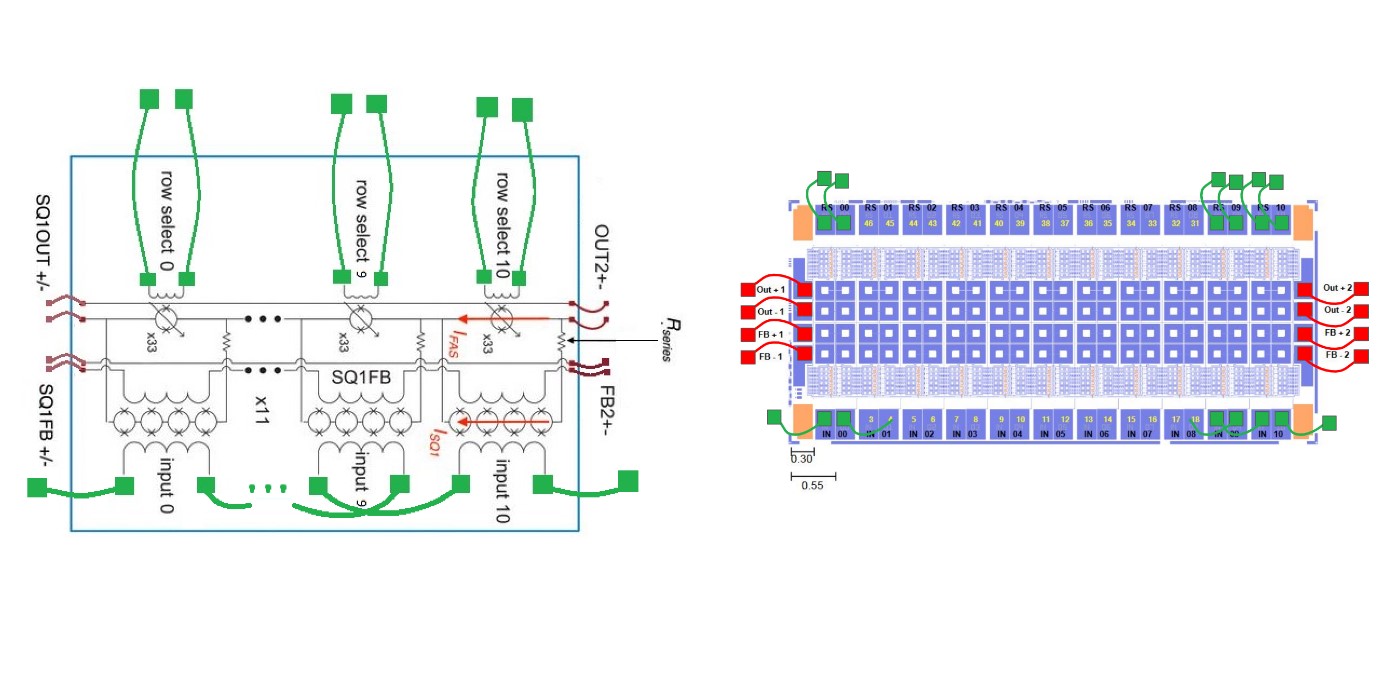 row select 0
row select 9
row select 10
SQ1OUT +/-
OUT2+-
x33
x33
x33
I_FAS
R_series
SQ1FB
x11
SQ1FB +/-
FB2+-
I_SQ1
input 0
input 9
input 10
RS 00 RS 01 RS 02 RS 03 RS 04 RS 05 RS 06 RS 07 RS 08 RS 09 RS 10
46 45 44 43 42 41 40 39 38 37 36 35 34 33 32 31
Out + 1
Out - 1
FB + 1
FB - 1
Out + 2
Out - 2
FB + 2
FB - 2
3 4 5 6 7 8 9 10 11 12 13 14 15 16 17 18
IN 00 IN 01 IN 02 IN 03 IN 04 IN 05 IN 06 IN 07 IN 08 IN 09 IN 10
0.30
0.55